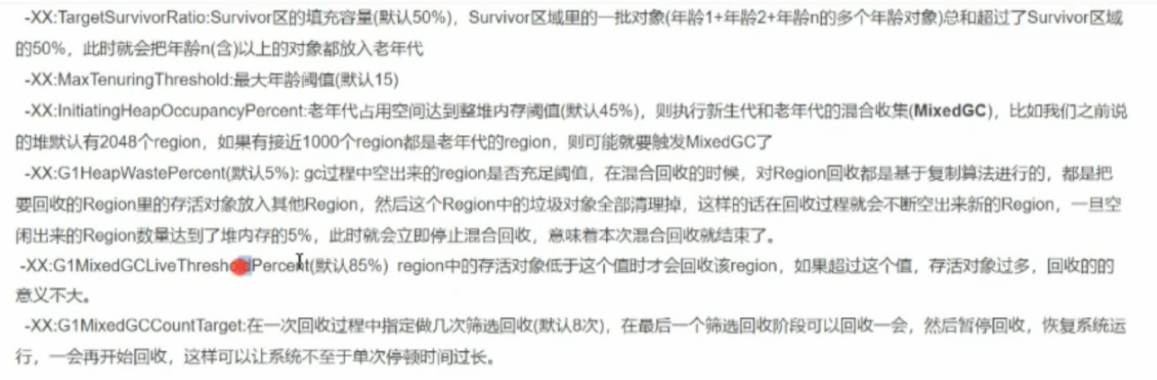 -XX:TargetSurvivorRatio:Survivor区的填充容量(默认50%)，Survivor区域里的一批对象(年龄1+年龄2+年龄n的多个年龄对象)总和超过了Survivor区域
的50%，此时就会把年龄n(含)以上的对象都放入老年代
-XX:MaxTenuringThreshold:最大年龄阈值(默认15)
-XX:InitiatingHeapOccupancyPercent:老年代占用空间达到整堆内存阈值(默认45%)，则执行新生代和老年代的混合收集(MixedGC)，比如我们之前说
的堆默认有2048个region，如果有接近1000个region都是老年代的region，则可能就要触发MixedGC了
-XX:G1HeapWastePercent(默认5%): gc过程中空出来的region是否充足阈值，在混合回收的时候，对Region回收都是基于复制算法进行的，都是把
要回收的Region里的存活对象放入其他Region，然后这个Region中的垃圾对象全部清理掉，这样的话在回收过程就会不断空出来新的Region，一旦空
闲出来的Region数量达到了堆内存的5%，此时就会立即停止混合回收，意味着本次混合回收就结束了。
-XX:G1MixedGCLiveThresholdPercent(默认85%) region中的存活对象低于这个值时才会回收该region，如果超过这个值，存活对象过多，回收的的
意义不大。
-XX:G1MixedGCCountTarget:在一次回收过程中指定做几次筛选回收(默认8次)，在最后一个筛选回收阶段可以回收一会，然后暂停回收，恢复系统运
行，一会再开始回收，这样可以让系统不至于单次停顿时间过长。